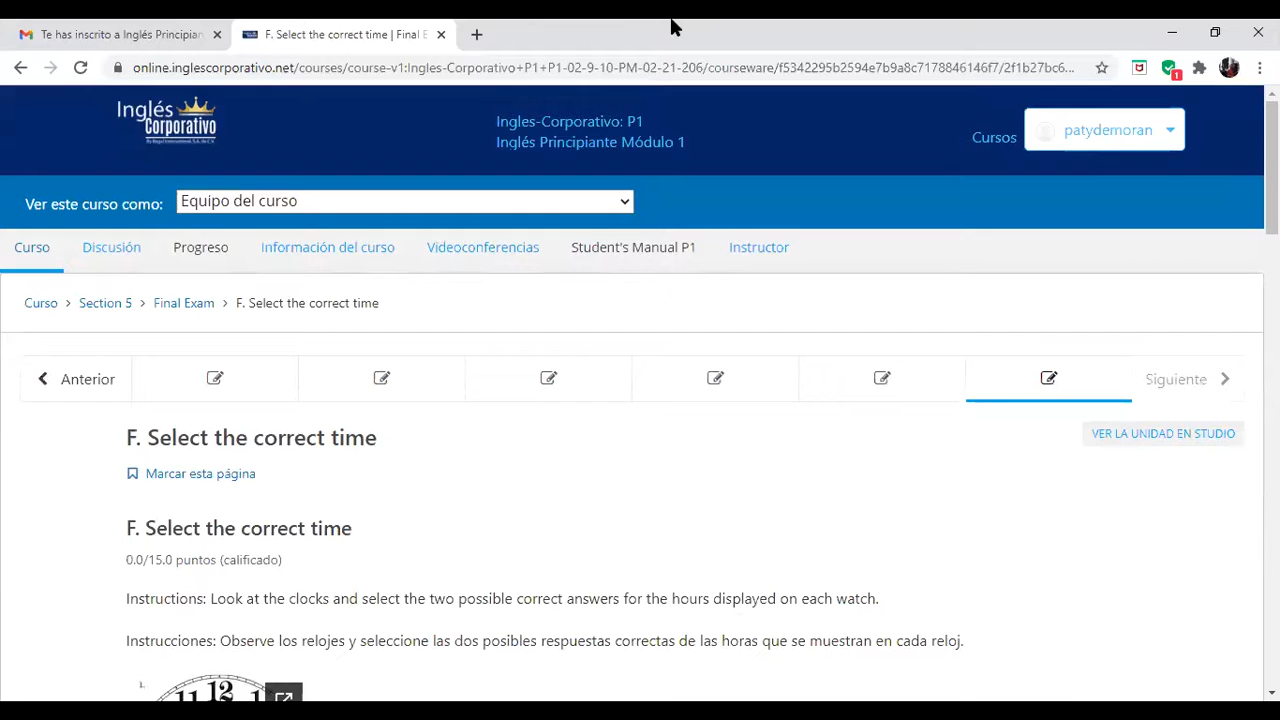 Te has inscrito a Inglés Principian
F. Select the correct time | Final E
online.inglescorporativo.net/courses/course-v1:Ingles-Corporativo+P1+P1-02-9-10-PM-02-21-206/courseware/f5342295b2594e7b9a8c7178846146f7/2f1b27bc6...
1
Inglés
Corporativo
Ingles-Corporativo: P1
Inglés Principiante Módulo 1
Cursos
patydemoran
Ver este curso como:
Equipo del curso
Curso
Discusión
Progreso
Información del curso
Videoconferencias
Student's Manual P1
Instructor
Curso > Section 5 > Final Exam > F. Select the correct time
Anterior
Siguiente
F. Select the correct time
VER LA UNIDAD EN STUDIO
Marcar esta página
F. Select the correct time
0.0/15.0 puntos (calificado)
Instructions: Look at the clocks and select the two possible correct answers for the hours displayed on each watch.
Instrucciones: Observe los relojes y seleccione las dos posibles respuestas correctas de las horas que se muestran en cada reloj.
1.
11 12 1